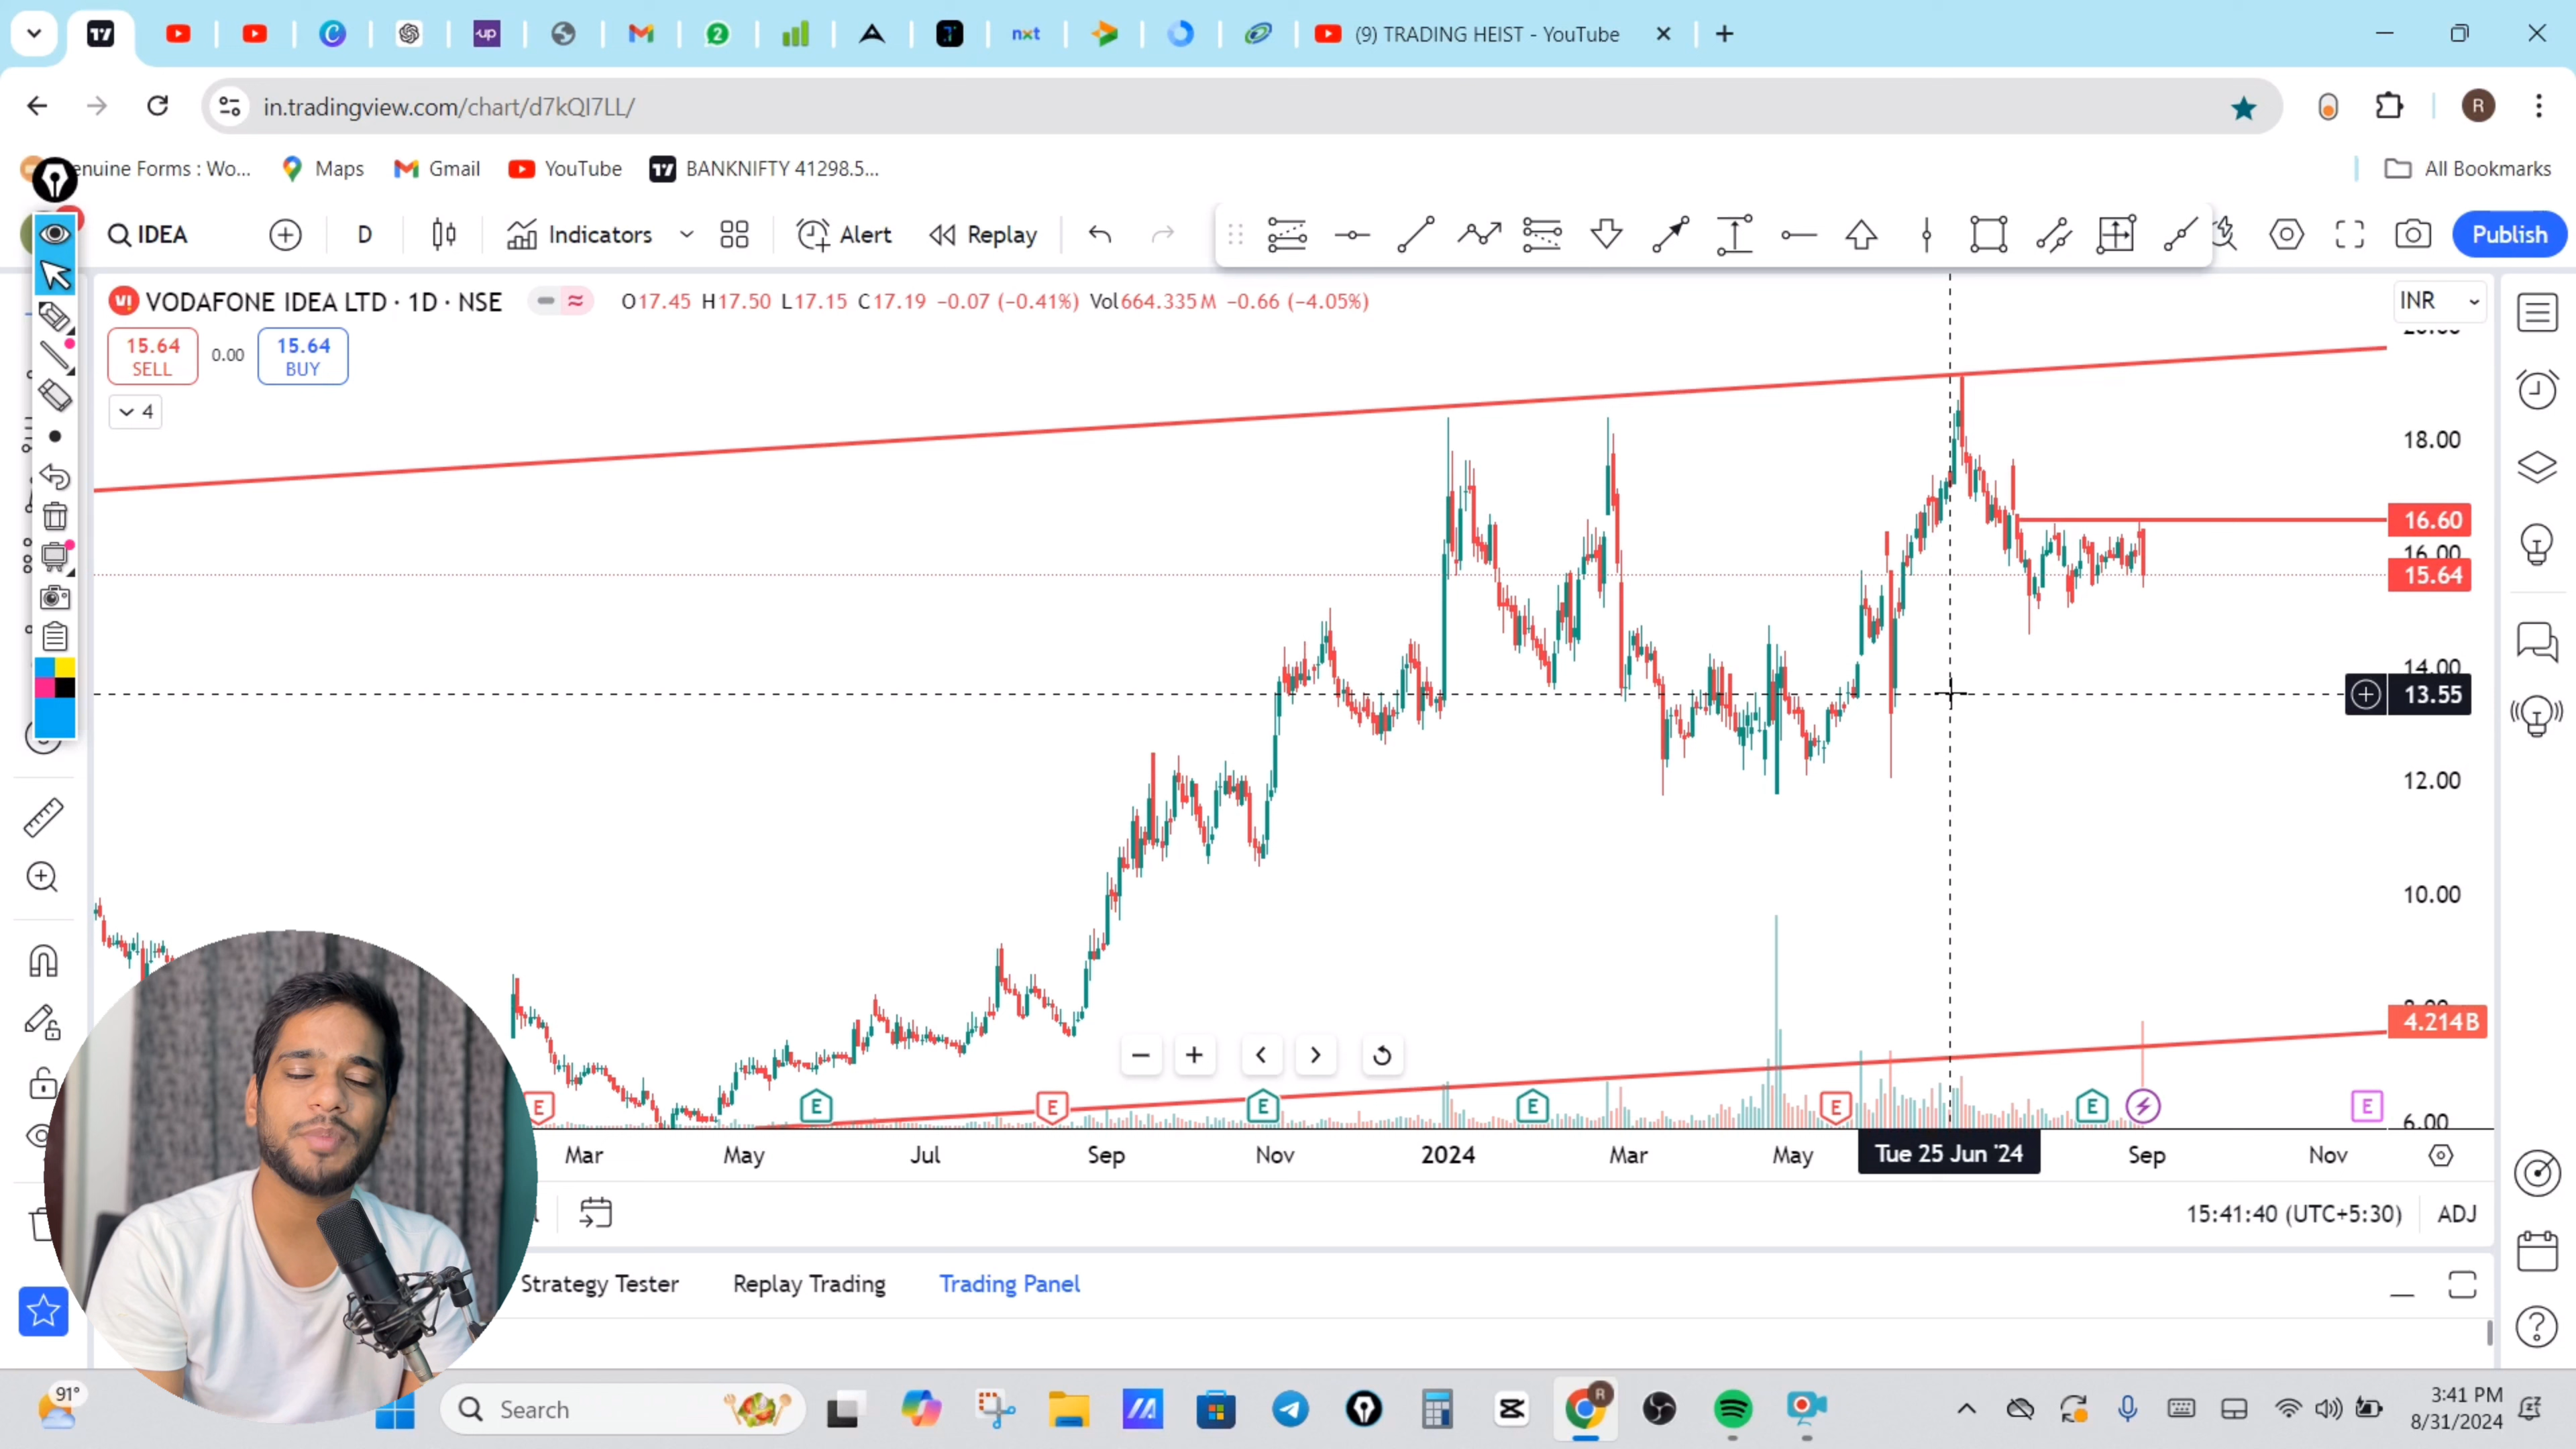 up
2
nxt
(9) TRADING HEIST - YouTube
in.tradingview.com/chart/d7kQI7LL/
R
enuine Forms : Wo...
Maps
Gmail
YouTube
BANKNIFTY 41298.5...
All Bookmarks
IDEA
D
Indicators
Alert
Replay
Publish
VODAFONE IDEA LTD · 1D · NSE
O17.45 H17.50 L17.15 C17.19 −0.07 (−0.41%) Vol664.335M −0.66 (−4.05%)
INR
15.64
SELL
0.00
15.64
BUY
4
18.00
16.60
16.00
15.64
14.00
13.55
12.00
10.00
4.214B
6.00
E
E
E
E
E
E
E
E
Mar
May
Jul
Sep
Nov
2024
Mar
May
Tue 25 Jun '24
Sep
Nov
15:41:40 (UTC+5:30)
ADJ
Strategy Tester
Replay Trading
Trading Panel
91°
Search
R
3:41 PM
8/31/2024